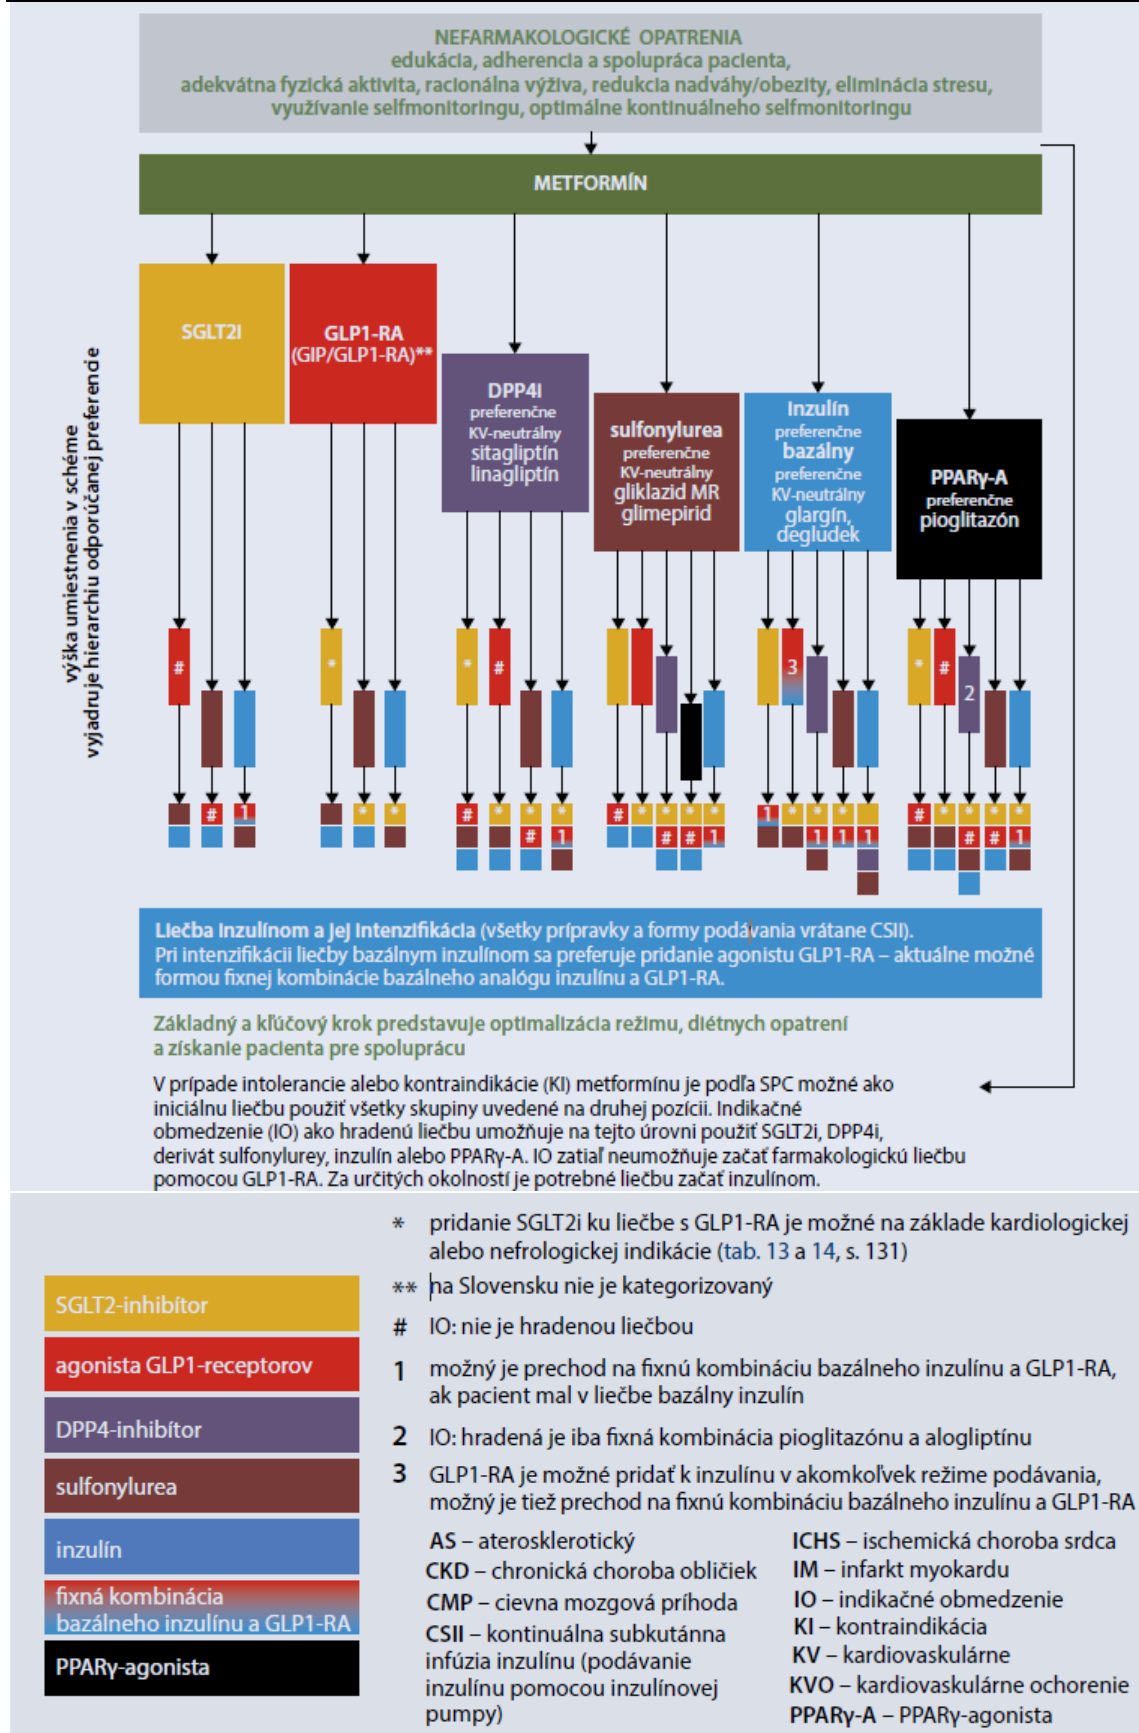 NEFARMAKOLOGICKÉ OPATRENIA
edukácia, adherencia a spolupráca pacienta,
adekvátna fyzická aktivita, racionálna výživa, redukcia nadváhy/obezity, eliminácia stresu,
využívanie selfmonitoringu, optimálne kontinuálneho selfmonitoringu
METFORMÍN
výška umiestnenia v schéme
vyjadruje hierarchiu odporúčanej preferencie
SGLT2I
GLP1-RA
(GIP/GLP1-RA)**
DPP4I
preferenčne
KV-neutrálny
sitagliptín
linagliptín
sulfonylurea
preferenčne
KV-neutrálny
gliklazid MR
glimepirid
Inzulín
preferenčne
bazálny
preferenčne
KV-neutrálny
glargín,
degludek
PPARγ-A
preferenčne
pioglitazón
# * * # 3 * # 2
# 1 * * # * * * # * * * * 1 * * * * # * * * *
# 1 # # 1 1 1 1 # # 1
Liečba Inzulínom a jej Intenzifikácia (všetky prípravky a formy podávania vrátane CSII).
Pri intenzifikácii liečby bazálnym inzulínom sa preferuje pridanie agonistu GLP1-RA – aktuálne možné
formou fixnej kombinácie bazálneho analógu inzulínu a GLP1-RA.
Základný a kľúčový krok predstavuje optimalizácia režimu, diétnych opatrení
a získanie pacienta pre spoluprácu
V prípade intolerancie alebo kontraindikácie (KI) metformínu je podľa SPC možné ako
iniciálnu liečbu použiť všetky skupiny uvedené na druhej pozícii. Indikačné
obmedzenie (IO) ako hradenú liečbu umožňuje na tejto úrovni použiť SGLT2i, DPP4i,
derivát sulfonylurey, inzulín alebo PPARγ-A. IO zatiaľ neumožňuje začať farmakologickú liečbu
pomocou GLP1-RA. Za určitých okolností je potrebné liečbu začať inzulínom.
SGLT2-inhibítor
agonista GLP1-receptorov
DPP4-inhibítor
sulfonylurea
inzulín
fixná kombinácia
bazálneho inzulínu a GLP1-RA
PPARγ-agonista
* pridanie SGLT2i ku liečbe s GLP1-RA je možné na základe kardiologickej
alebo nefrologickej indikácie (tab. 13 a 14, s. 131)
** na Slovensku nie je kategorizovaný
# IO: nie je hradenou liečbou
1 možný je prechod na fixnú kombináciu bazálneho inzulínu a GLP1-RA,
ak pacient mal v liečbe bazálny inzulín
2 IO: hradená je iba fixná kombinácia pioglitazónu a alogliptínu
3 GLP1-RA je možné pridať k inzulínu v akomkoľvek režime podávania,
možný je tiež prechod na fixnú kombináciu bazálneho inzulínu a GLP1-RA
AS – aterosklerotický
CKD – chronická choroba obličiek
CMP – cievna mozgová príhoda
CSII – kontinuálna subkutánna
infúzia inzulínu (podávanie
inzulínu pomocou inzulínovej
pumpy)
ICHS – ischemická choroba srdca
IM – infarkt myokardu
IO – indikačné obmedzenie
KI – kontraindikácia
KV – kardiovaskulárne
KVO – kardiovaskulárne ochorenie
PPARγ-A – PPARγ-agonista